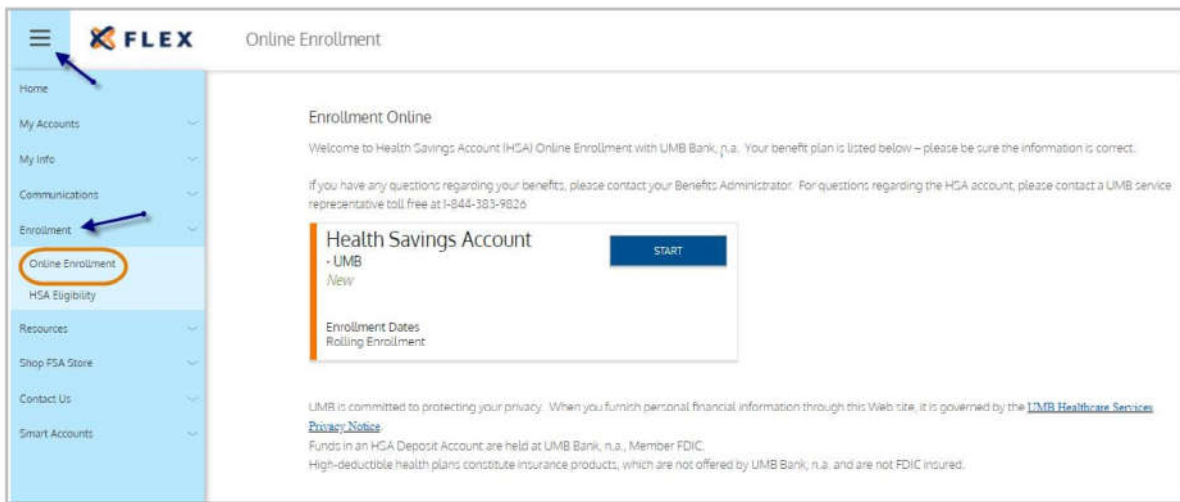 FLEX
Online Enrollment
Home
My Accounts
My Info
Communications
Enrollment
Online Enrollment
HSA Eligibility
Resources
Shop FSA Store
Contact Us
Smart Accounts
Enrollment Online
Welcome to Health Savings Account (HSA) Online Enrollment with UMB Bank, n.a. Your benefit plan is listed below – please be sure the information is correct.
If you have any questions regarding your benefits, please contact your Benefits Administrator. For questions regarding the HSA account, please contact a UMB service
representative toll free at 1-844-383-9826
Health Savings Account
- UMB
New
START
Enrollment Dates
Rolling Enrollment
UMB is committed to protecting your privacy. When you furnish personal financial information through this Web site, it is governed by the UMB Healthcare Services
Privacy Notice.
Funds in an HSA Deposit Account are held at UMB Bank, n.a., Member FDIC.
High-deductible health plans constitute insurance products, which are not offered by UMB Bank, n.a. and are not FDIC insured.